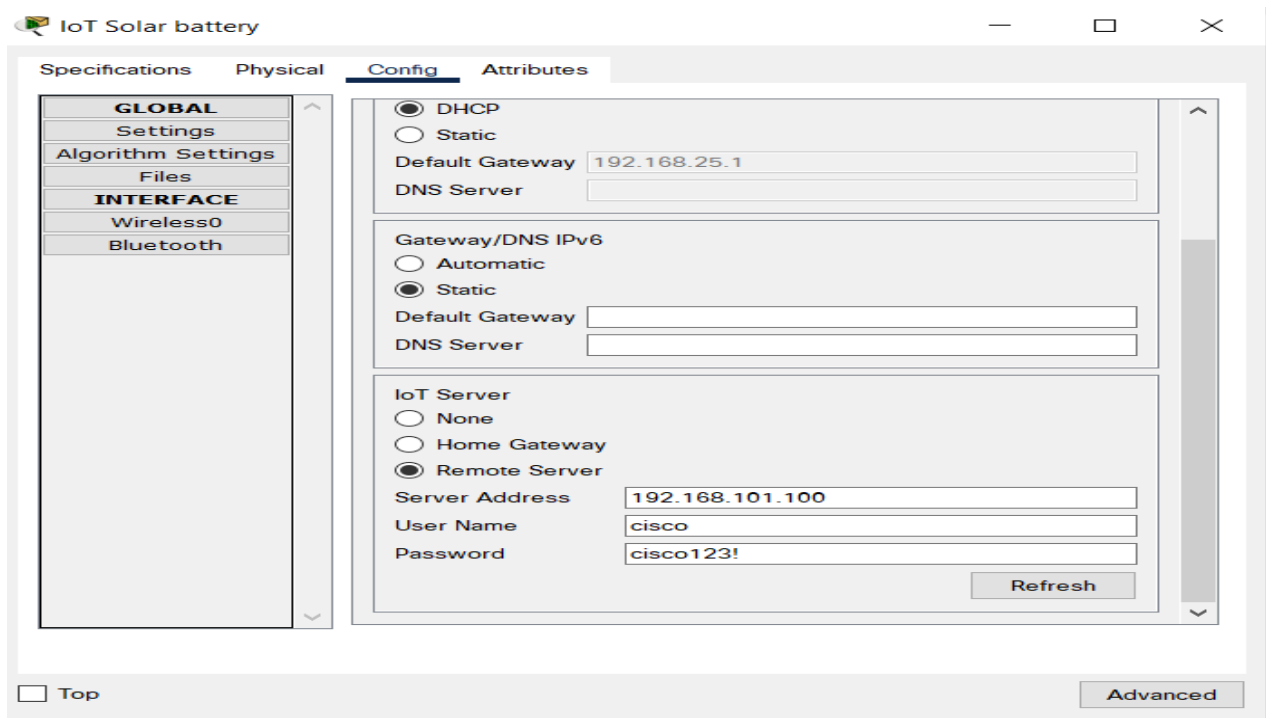 IoT Solar battery
Specifications Physical Config Attributes
GLOBAL
Settings
Algorithm Settings
Files
INTERFACE
Wireless0
Bluetooth
DHCP
Static
Default Gateway 192.168.25.1
DNS Server
Gateway/DNS IPv6
Automatic
Static
Default Gateway
DNS Server
IoT Server
None
Home Gateway
Remote Server
Server Address 192.168.101.100
User Name cisco
Password cisco123!
Refresh
Top
Advanced